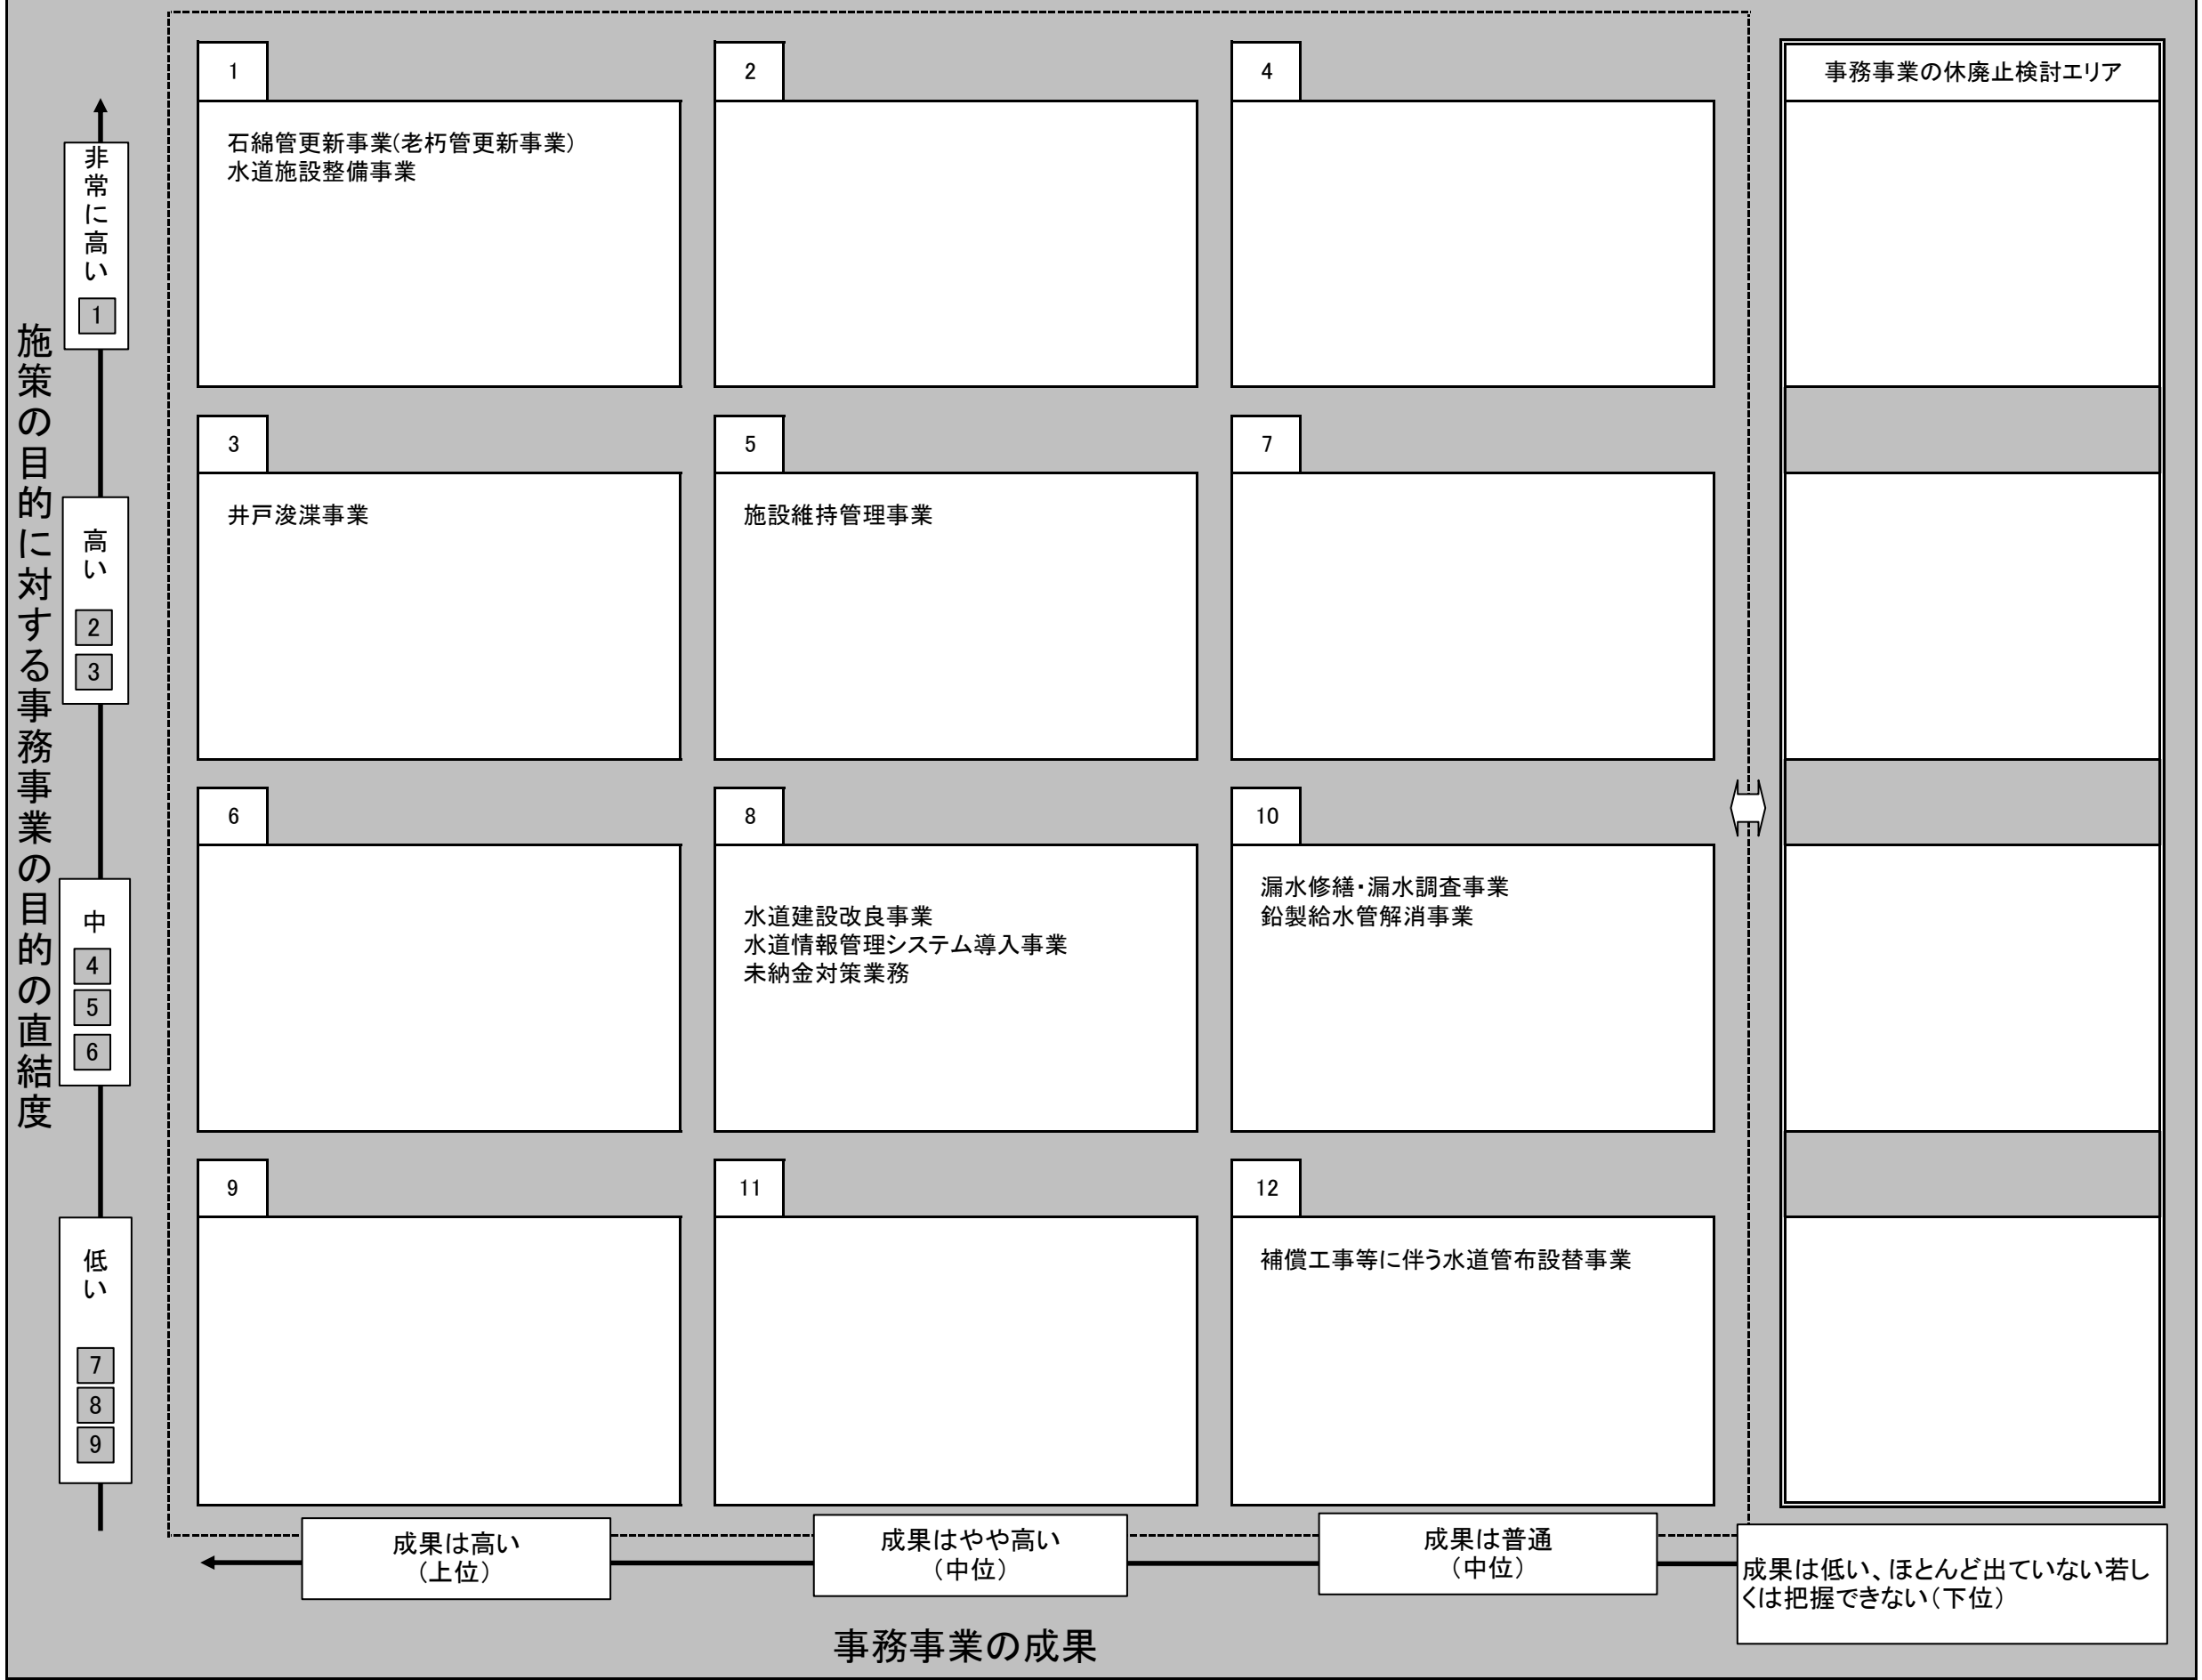 施策の目的に対する事務事業の目的の直結度
非常に高い
1
高い
2
3
中
4
5
6
低い
7
8
9
1
石綿管更新事業(老朽管更新事業)
水道施設整備事業
2
4
事務事業の休廃止検討エリア
3
井戸浚渫事業
5
施設維持管理事業
7
6
8
水道建設改良事業
水道情報管理システム導入事業
未納金対策業務
10
漏水修繕・漏水調査事業
鉛製給水管解消事業
9
11
12
補償工事等に伴う水道管布設替事業
成果は高い
(上位)
成果はやや高い
(中位)
成果は普通
(中位)
成果は低い、ほとんど出ていない若し
くは把握できない(下位)
事務事業の成果